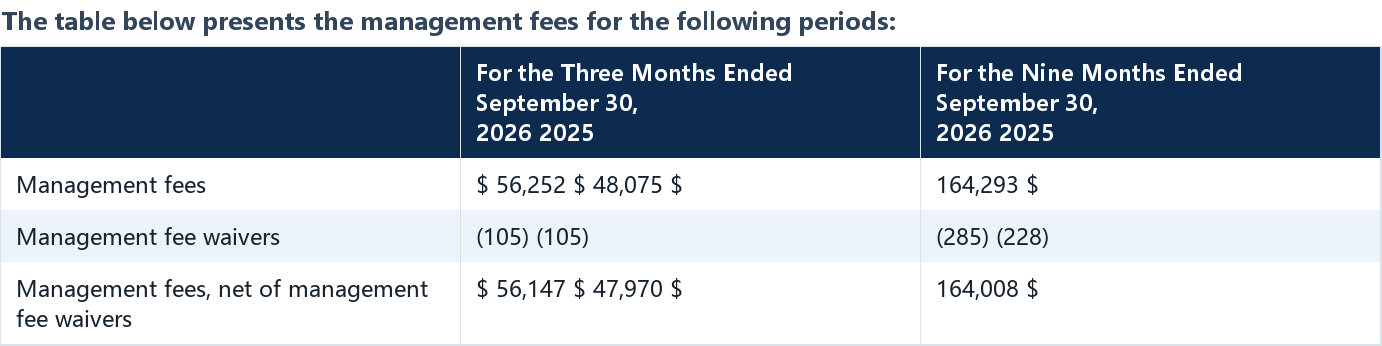 The table below presents the management fees for the following periods:
For the Three Months Ended
September 30,
2026 2025
For the Nine Months Ended
September 30,
2026 2025
Management fees
$ 56,252 $ 48,075 $
164,293 $
Management fee waivers
(105) (105)
(285) (228)
Management fees, net of management
fee waivers
$ 56,147 $ 47,970 $
164,008 $